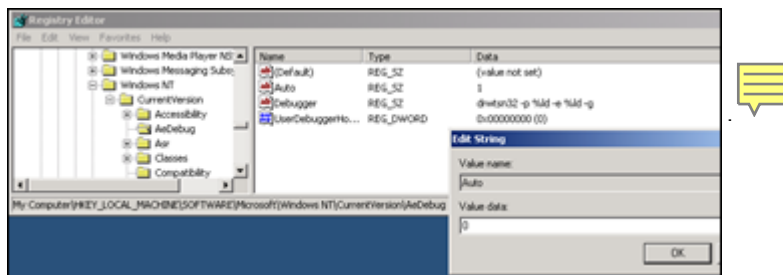 Registry Editor
File Edit View Favorites Help
Windows Media Player NS
Windows Messaging Subs
Windows NT
CurrentVersion
Accessibility
AeDebug
Asr
Classes
Compatibility
Name Type Data
(Default) REG_SZ (value not set)
Auto REG_SZ 1
Debugger REG_SZ drwtsn32 -p %ld -e %ld -g
UserDebuggerHo... REG_DWORD 0x00000000 (0)
My Computer\HKEY_LOCAL_MACHINE\SOFTWARE\Microsoft\Windows NT\CurrentVersion\AeDebug
Edit String
Value name:
Auto
Value data:
0
OK
.